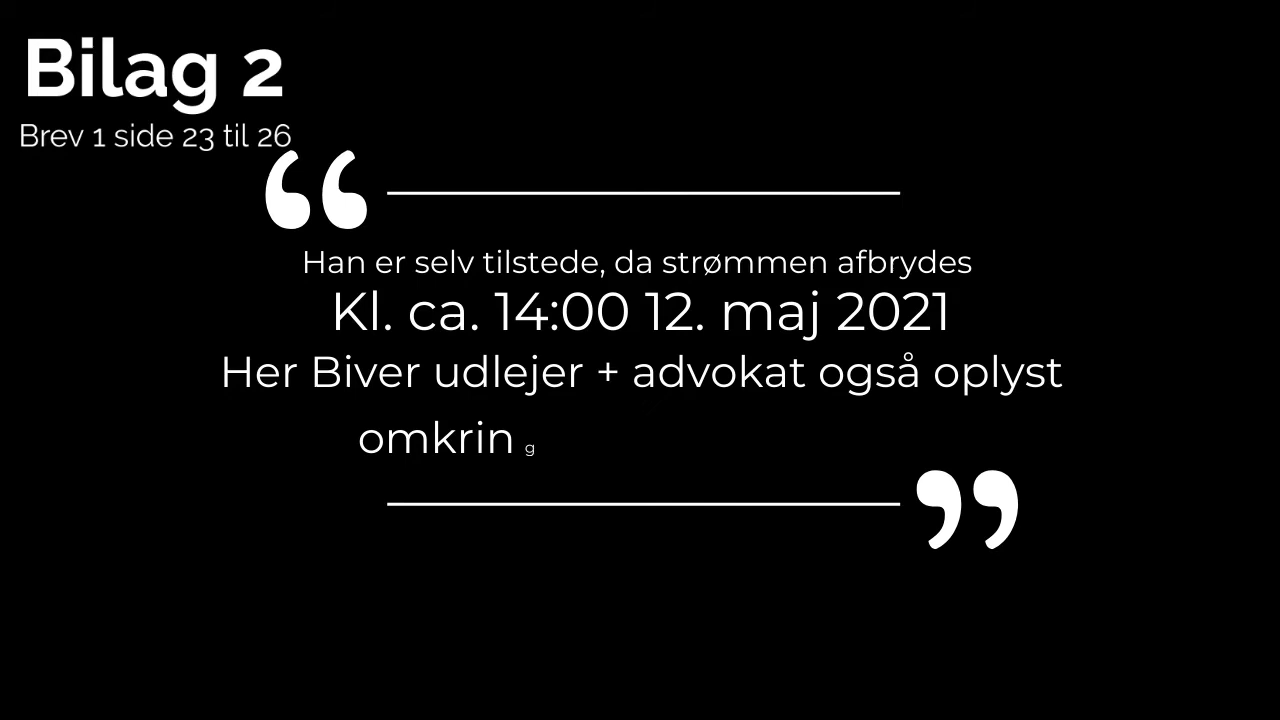 Bilag 2
Brev 1 side 23 til 26
Han er selv tilstede, da strømmen afbrydes
Kl. ca. 14:00 12. maj 2021
Her Biver udlejer + advokat også oplyst
omkrin g